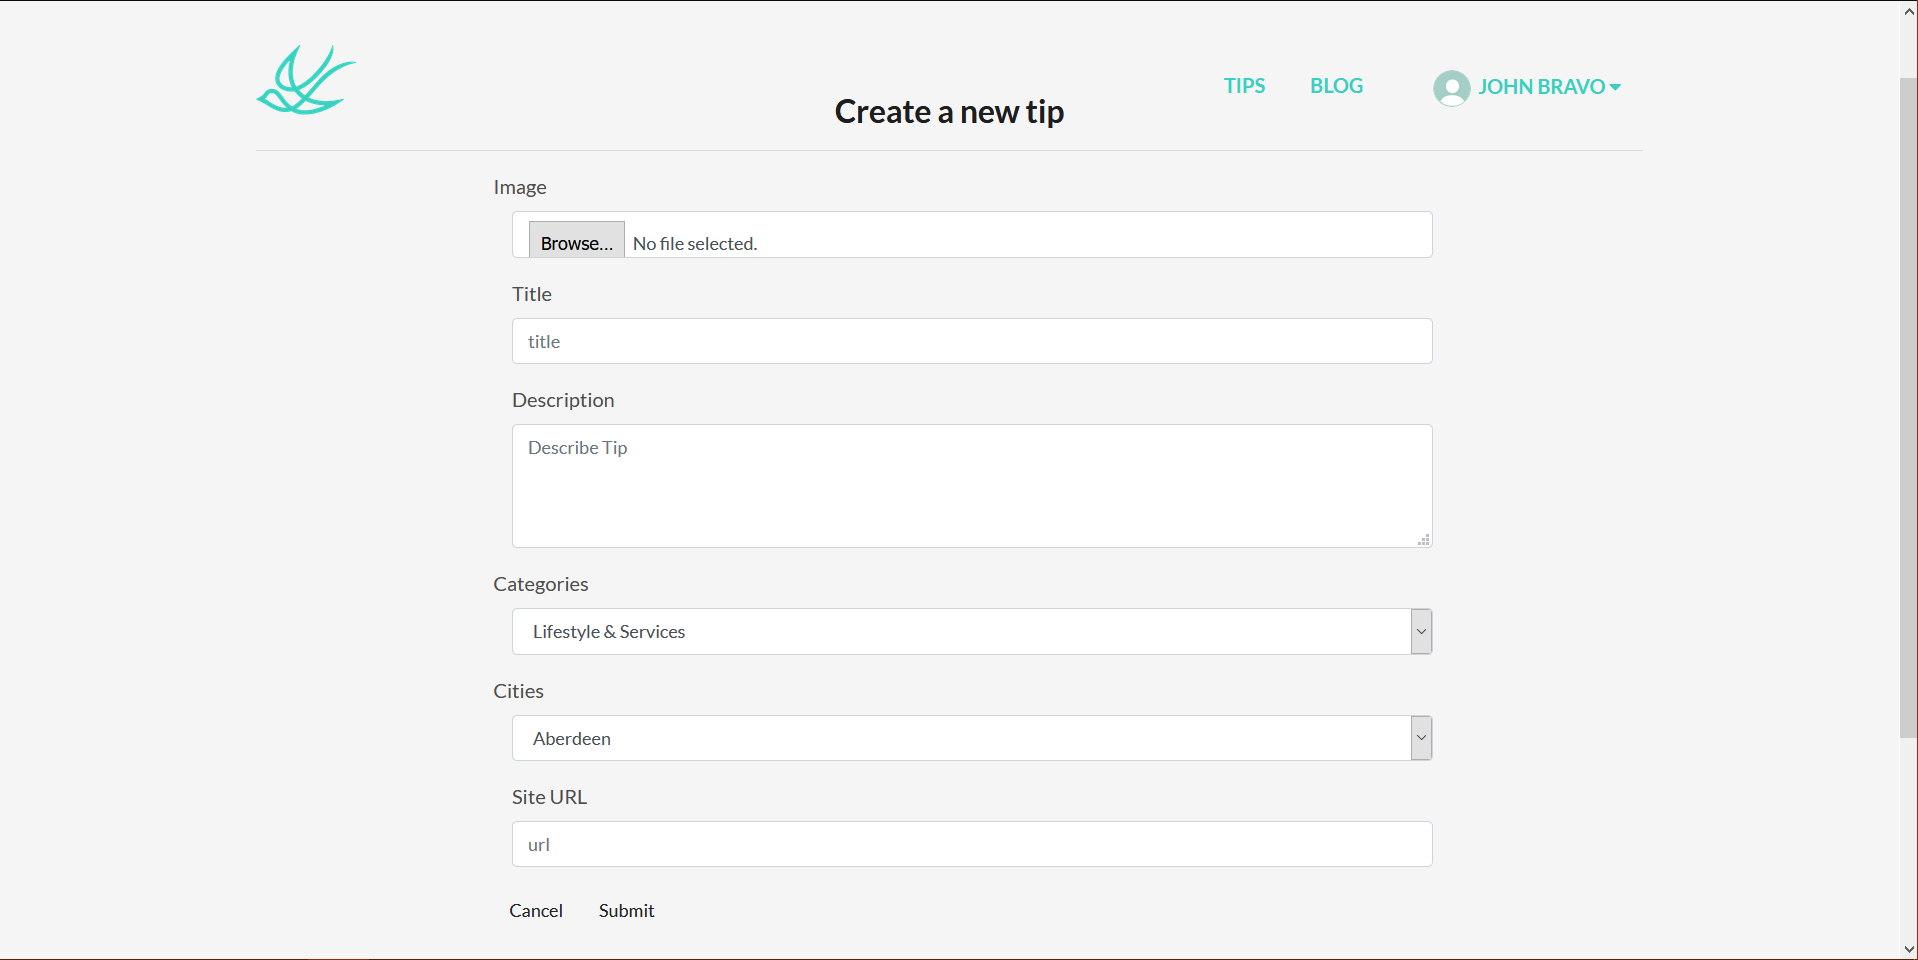 TIPS BLOG JOHN BRAVO
Create a new tip
Image
Browse... No file selected.
Title
title
Description
Describe Tip
Categories
Lifestyle & Services
Cities
Aberdeen
Site URL
url
Cancel Submit